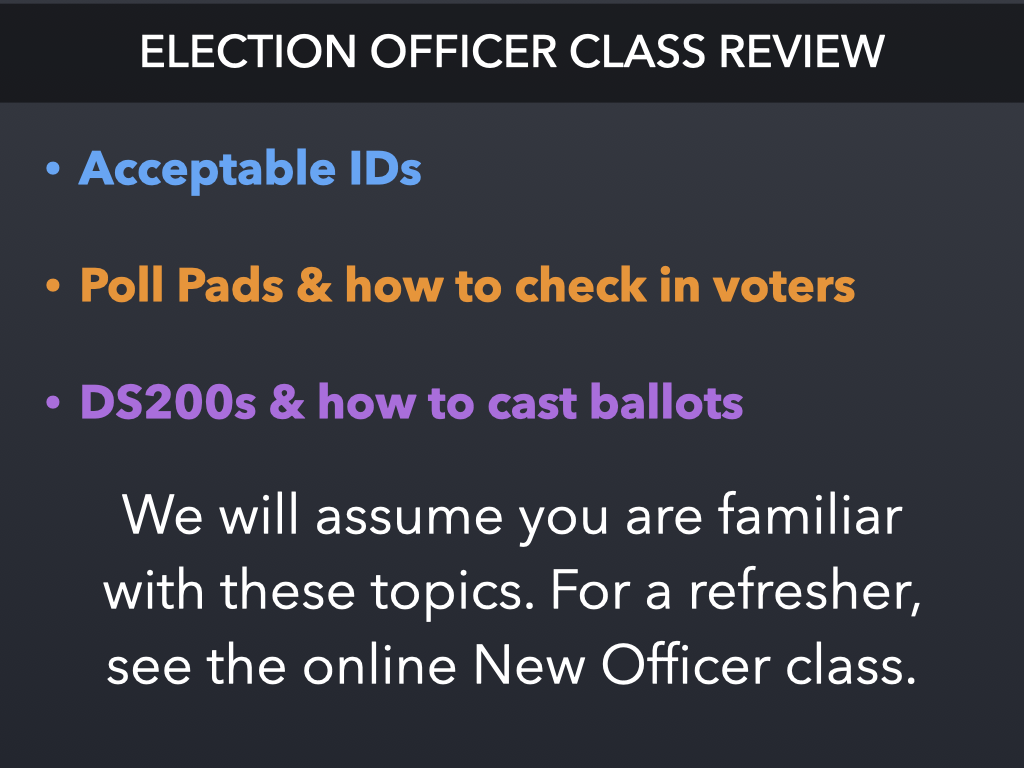 ELECTION OFFICER CLASS REVIEW
• Acceptable IDs
• Poll Pads & how to check in voters
• DS200s & how to cast ballots
We will assume you are familiar
with these topics. For a refresher,
see the online New Officer class.